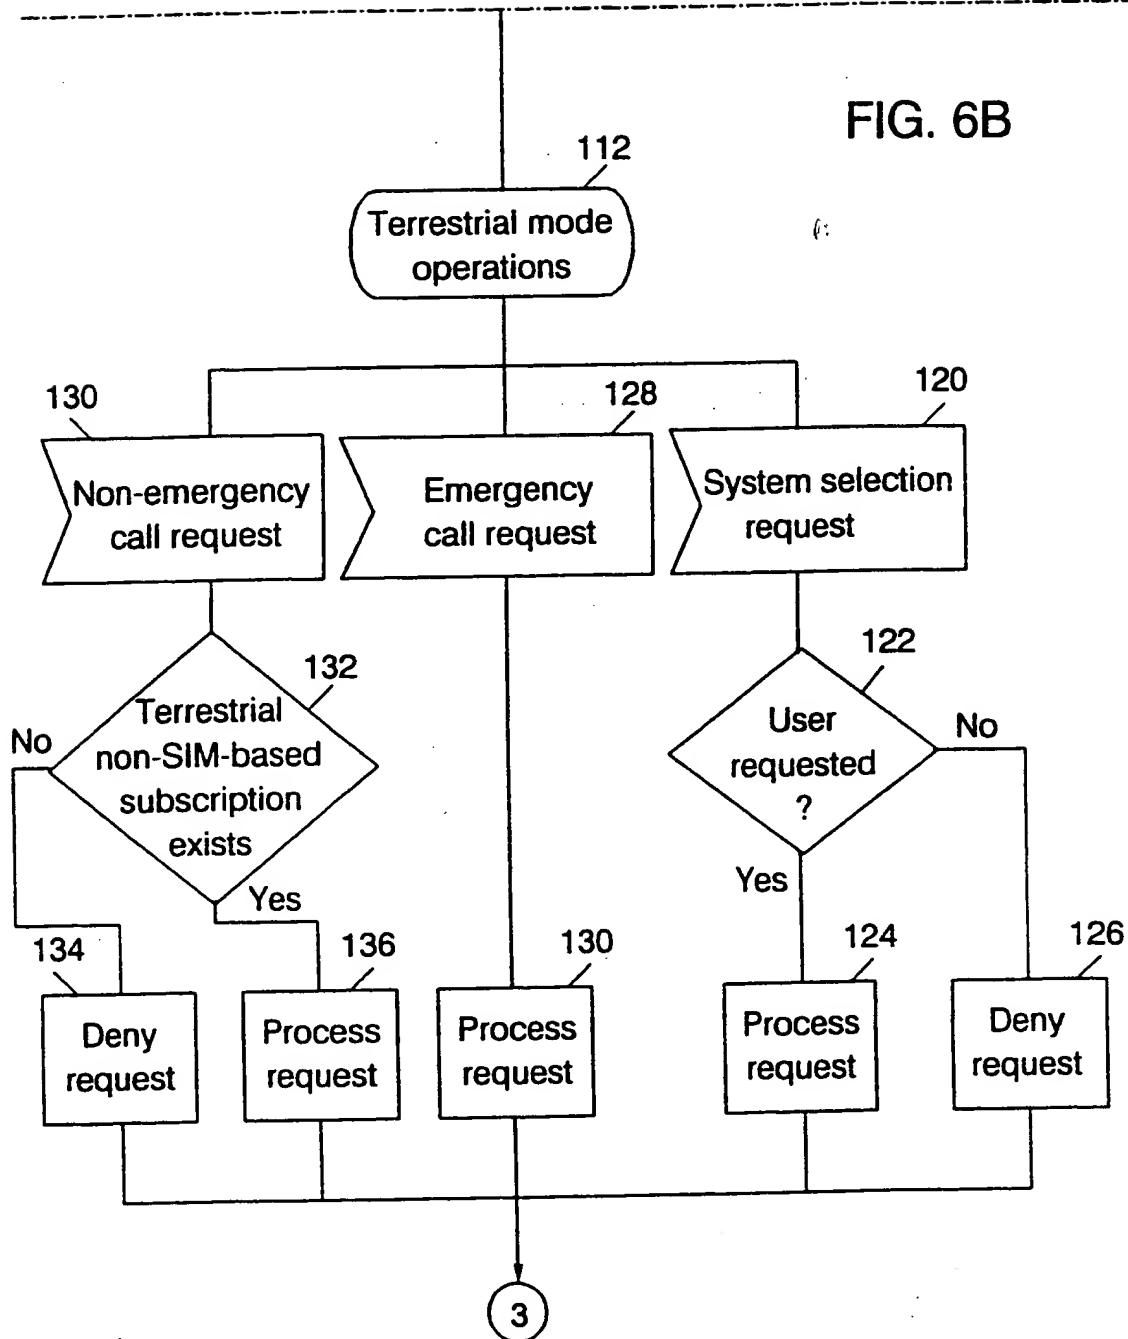 FIG. 6B
112
Terrestrial mode
operations
130
128
120
Non-emergency
call request
Emergency
call request
System selection
request
132
122
Terrestrial
non-SIM-based
subscription
exists
User
requested
?
No
Yes
No
Yes
134
136
130
124
126
Deny
request
Process
request
Process
request
Process
request
Deny
request
3